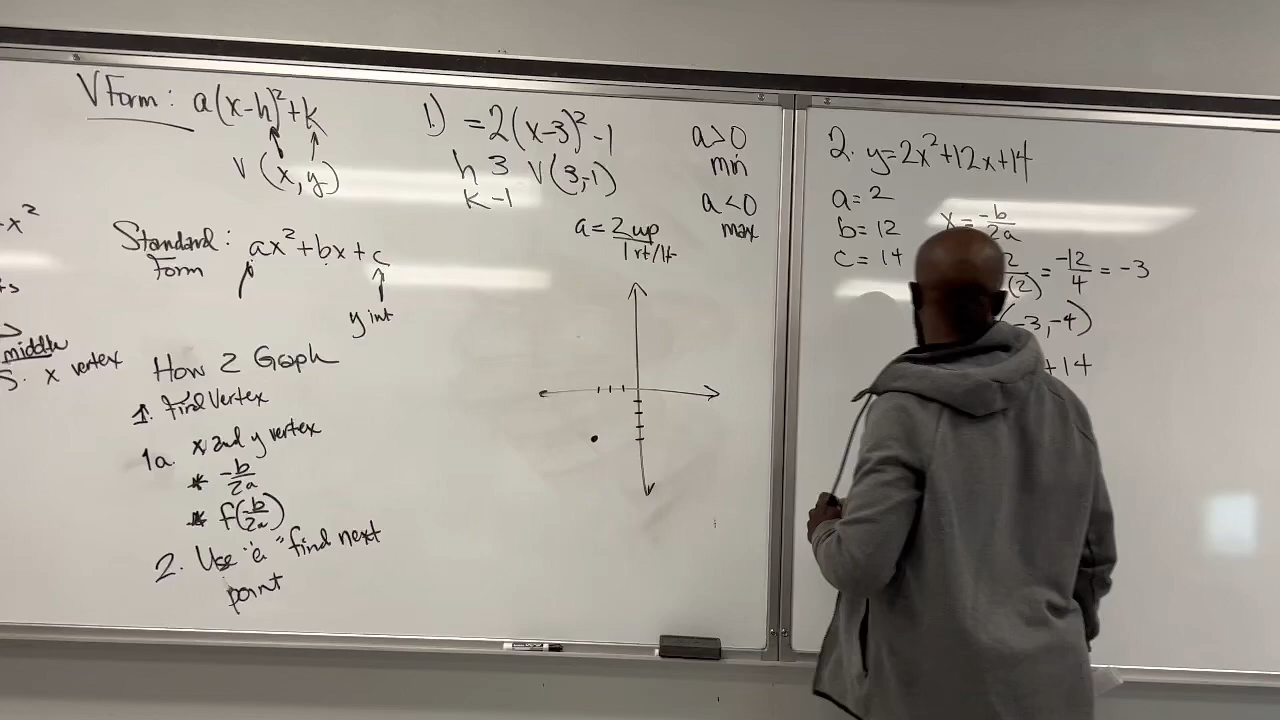 V Form: a(x-h)²+k
V (x, y)
-x²
Standard: ax²+bx+c
Form
y int
middle
S. x vertex
How 2 Graph
1. Find Vertex
1a. x and y vertex
* -b/2a
* f(-b/2a)
2. Use "a" find next
point
1.) =2(x-3)²-1
h 3 V(3,-1)
k-1
a>0
min
a<0
max
a = 2 up / 1 rt/lt
2. y=2x²+12x+14
a=2
b=12
c=14
x = -b/2a
2/(2) = -12/4 = -3
(-3,-4)
+14